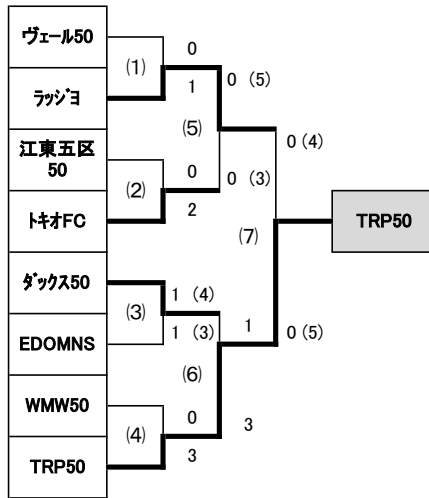 ヴェール50
0
(1)
1
0 (5)
ラッジョ
(5)
0 (4)
江東五区
50
0
0 (3)
(2)
2
トキオFC
(7)
TRP50
ダックス50
1 (4)
(3)
1 (3)
1
0 (5)
EDOMNS
(6)
WMW50
0
3
(4)
3
TRP50